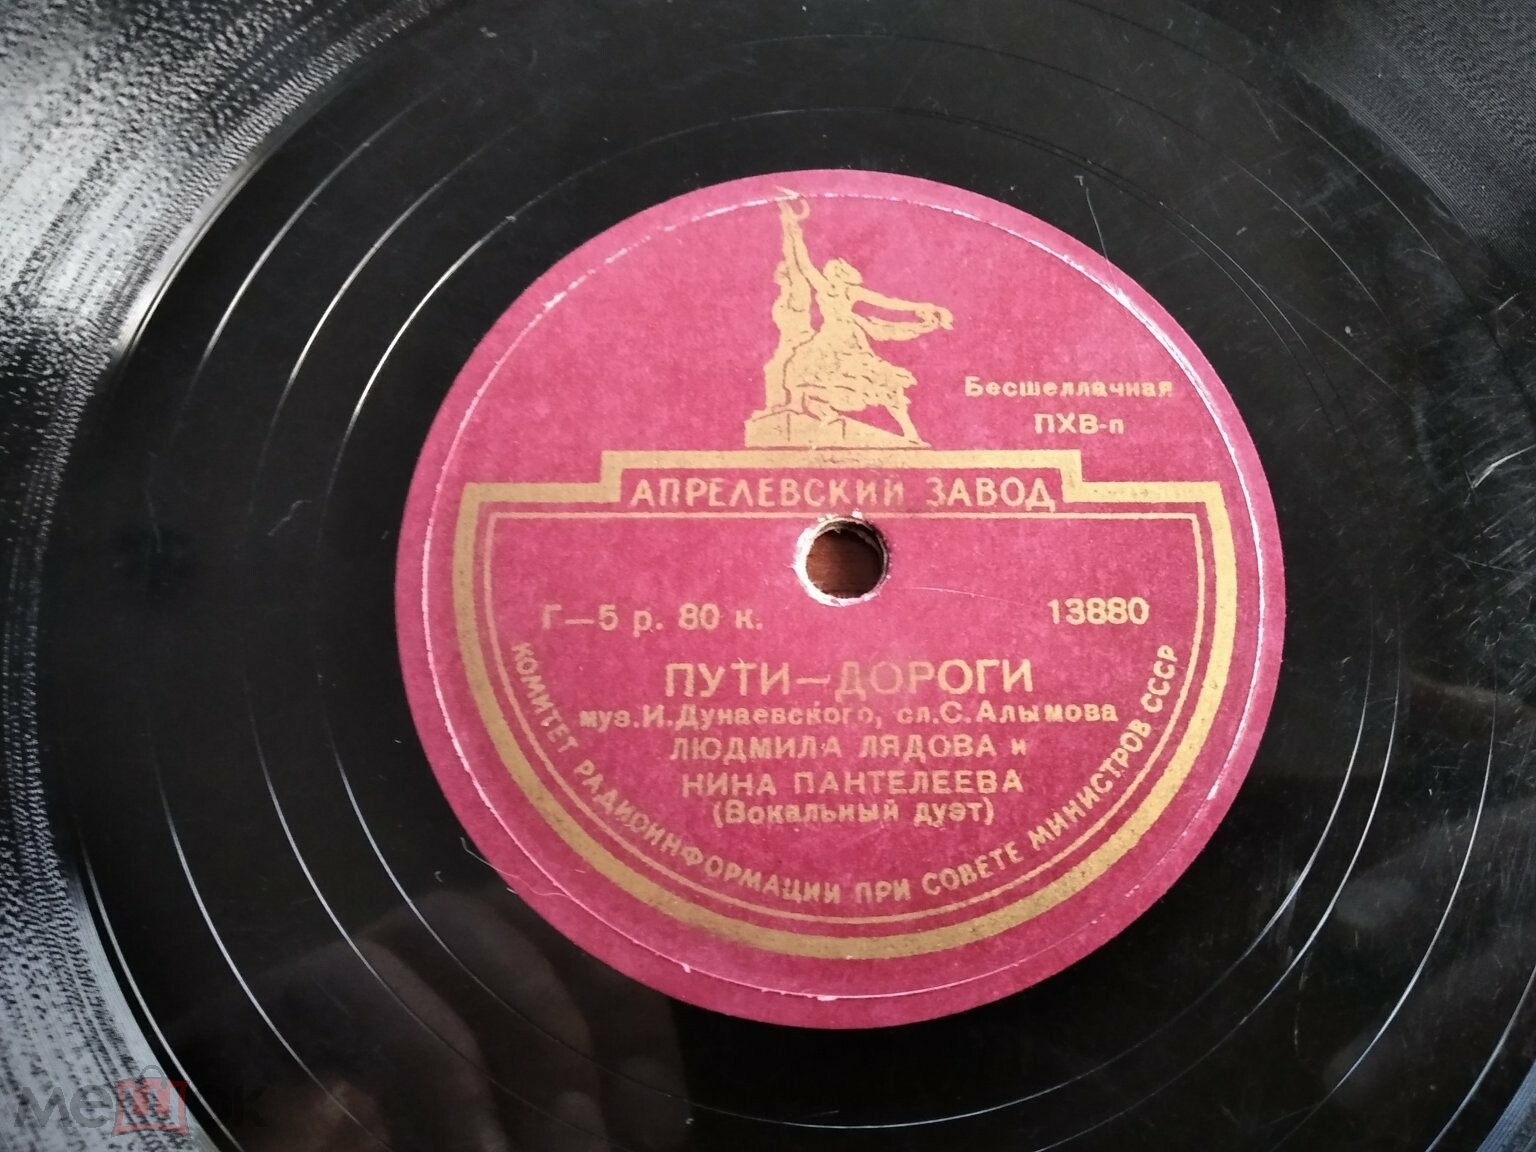 Бесшеллачная
ПХВ-п
АПРЕЛЕВСКИЙ ЗАВОД
Г—5 р. 80 к.
13880
ПУТИ—ДОРОГИ
муз.И.Дунаевского, сл.С.Алымова
ЛЮДМИЛА ЛЯДОВА и
НИНА ПАНТЕЛЕЕВА
(Вокальный дуэт)
КОМИТЕТ РАДИОИНФОРМАЦИИ ПРИ СОВЕТЕ МИНИСТРОВ СССР
мешок